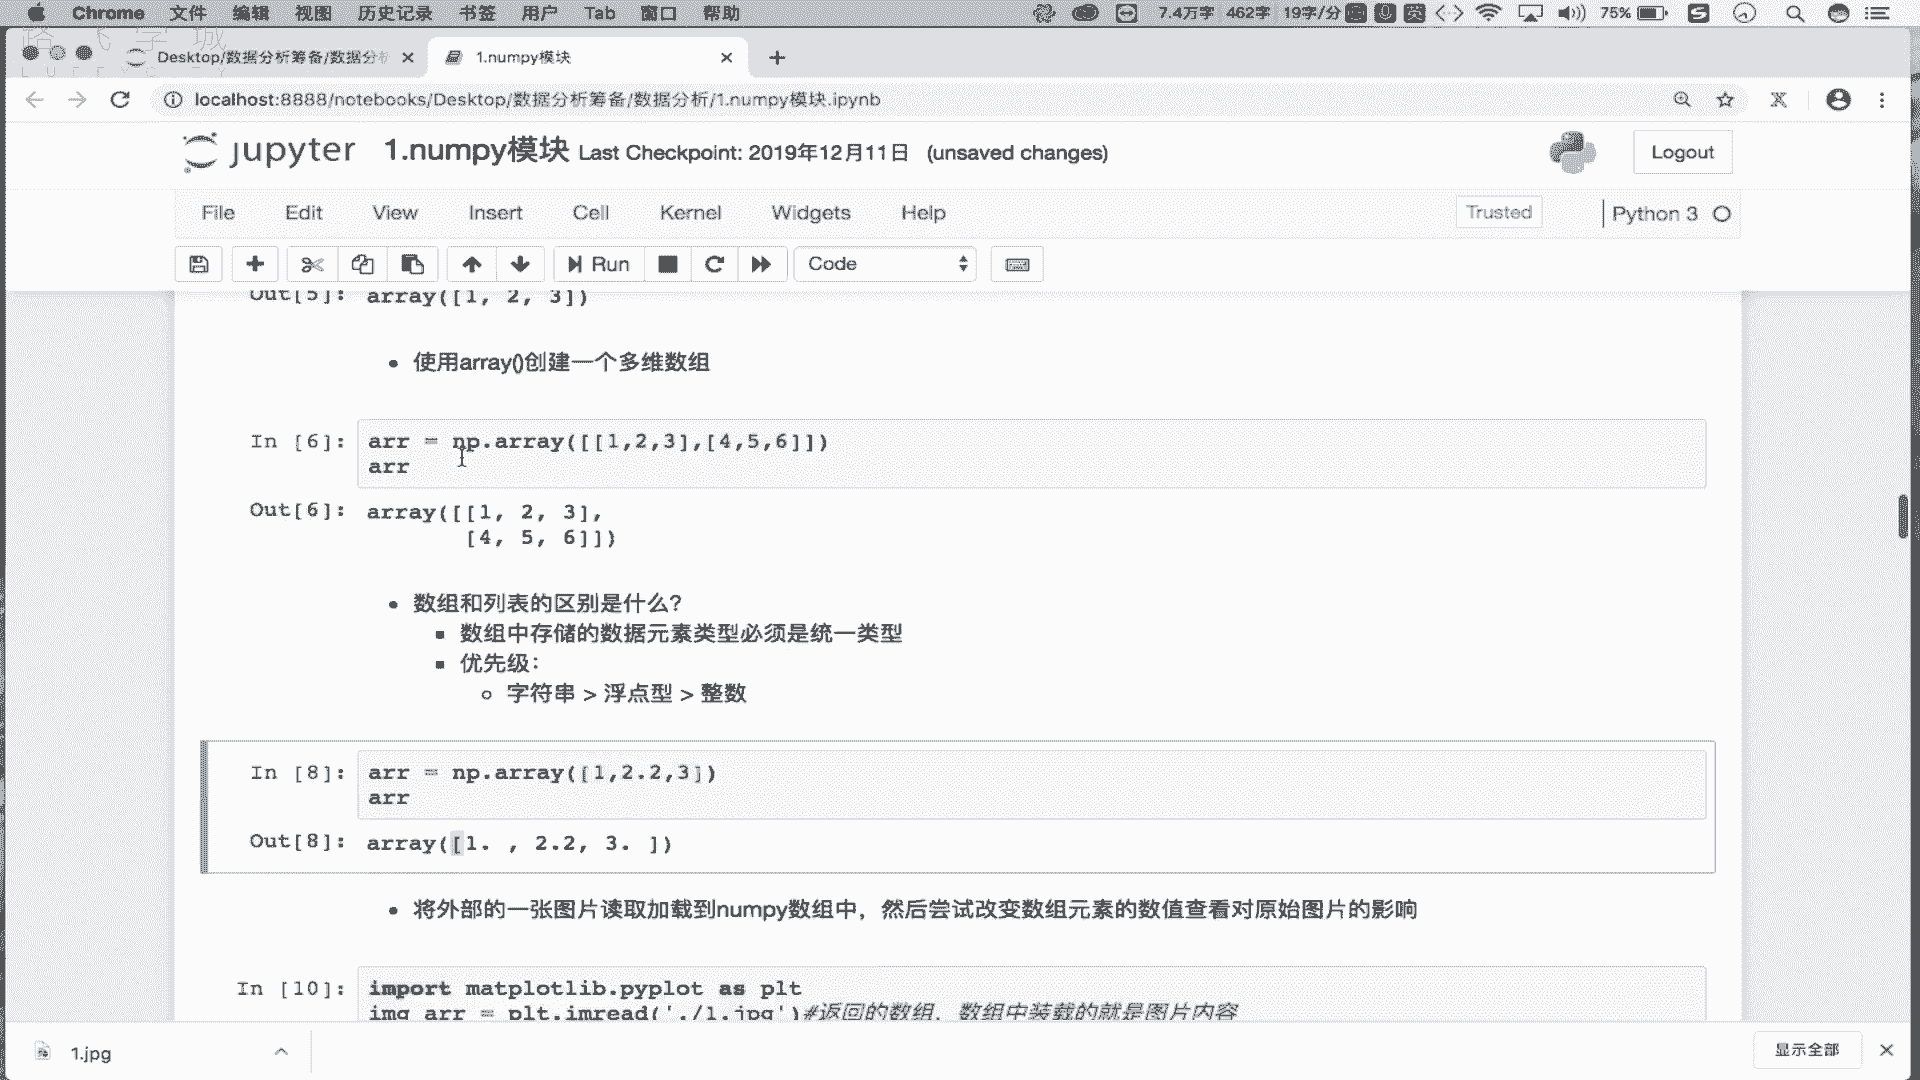 Chrome 文件 编辑 视图 历史记录 书签 用户 Tab 窗口 帮助 7.4万字 462字 19字/分 英 75%
路飞学城
Desktop/数据分析筹备/数据分析
1.numpy模块
localhost:8888/notebooks/Desktop/数据分析筹备/数据分析/1.numpy模块.ipynb
jupyter 1.numpy模块 Last Checkpoint: 2019年12月11日 (unsaved changes)
Logout
File Edit View Insert Cell Kernel Widgets Help
Trusted
Python 3
Run
Code
Out[5]: array([1, 2, 3])
使用array()创建一个多维数组
In [6]: arr = np.array([[1,2,3],[4,5,6]])
arr
Out[6]: array([[1, 2, 3],
[4, 5, 6]])
数组和列表的区别是什么?
数组中存储的数据元素类型必须是统一类型
优先级:
字符串 > 浮点型 > 整数
In [8]: arr = np.array([1,2.2,3])
arr
Out[8]: array([1. , 2.2, 3. ])
将外部的一张图片读取加载到numpy数组中，然后尝试改变数组元素的数值查看对原始图片的影响
In [10]: import matplotlib.pyplot as plt
img_arr = plt.imread('./1.jpg')#返回的数组，数组中装载的就是图片内容
1.jpg
显示全部